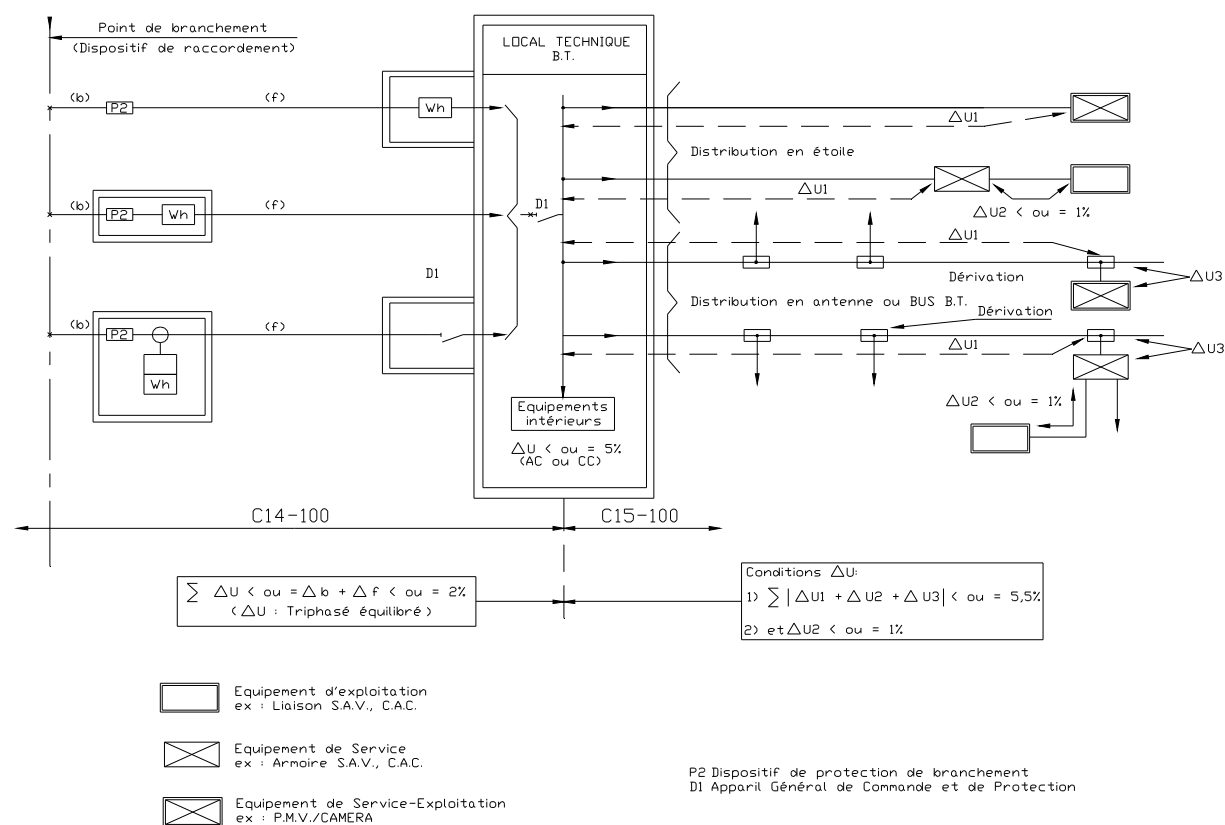 Point de branchement
(Dispositif de raccordement)
LOCAL TECHNIQUE
B.T.
(b)
P2
(f)
Wh
△U1
Distribution en étoile
(b)
P2
Wh
(f)
D1
△U1
△U2 < ou = 1%
△U1
D1
Dérivation
△U3
Distribution en antenne ou BUS B.T.
Dérivation
(b)
P2
(f)
Wh
△U1
△U3
△U2 < ou = 1%
Equipements
intérieurs
△U < ou = 5%
(AC ou CC)
C14-100
C15-100
∑ △U < ou = △b + △f < ou = 2%
(△U : Triphasé équilibré)
Conditions △U:
1) ∑ |△U1 + △U2 + △U3| < ou = 5,5%
2) et △U2 < ou = 1%
Equipement d'exploitation
ex : Liaison S.A.V., C.A.C.
Equipement de Service
ex : Armoire S.A.V., C.A.C.
Equipement de Service-Exploitation
ex : P.M.V./CAMERA
P2 Dispositif de protection de branchement
D1 Apparil Général de Commande et de Protection